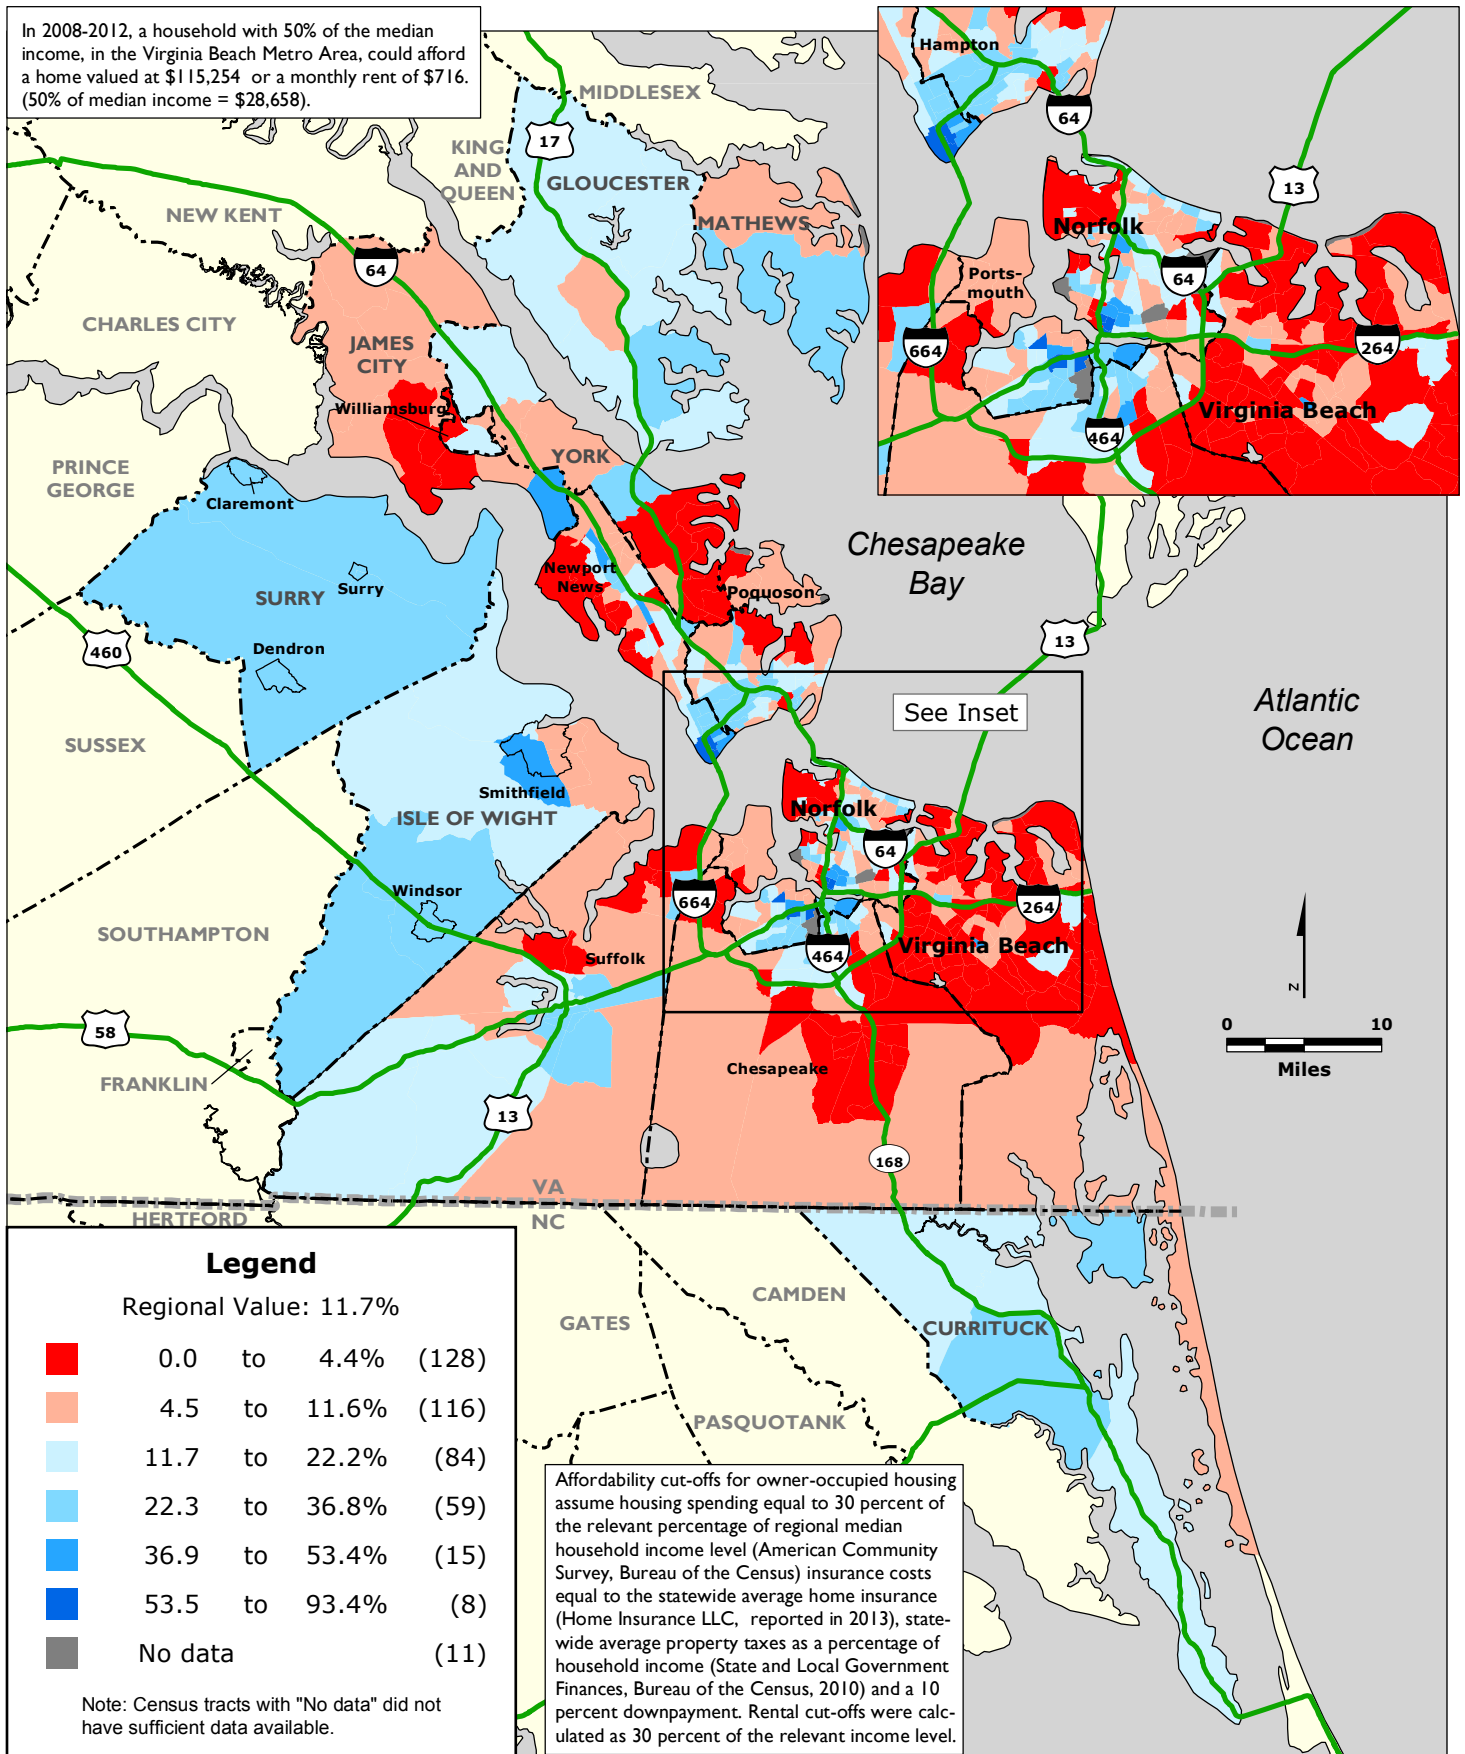 In 2008-2012, a household with 50% of the median
income, in the Virginia Beach Metro Area, could afford
a home valued at $115,254 or a monthly rent of $716.
(50% of median income = $28,658).
Hampton
64
13
Norfolk
64
Ports-
mouth
664
264
Virginia Beach
464
MIDDLESEX
17
KING
AND
QUEEN
GLOUCESTER
NEW KENT
MATHEWS
64
CHARLES CITY
JAMES
CITY
Williamsburg
YORK
PRINCE
GEORGE
Claremont
Chesapeake
Bay
Newport
News
Poquoson
Surry
SURRY
13
460
Dendron
Atlantic
Ocean
See Inset
SUSSEX
Smithfield
Norfolk
ISLE OF WIGHT
64
Windsor
664
264
SOUTHAMPTON
Virginia Beach
Suffolk
464
N
58
0 10
Miles
Chesapeake
FRANKLIN
13
168
VA
NC
HERTFORD
CAMDEN
GATES
CURRITUCK
PASQUOTANK
Legend
Regional Value: 11.7%
0.0 to 4.4% (128)
4.5 to 11.6% (116)
11.7 to 22.2% (84)
22.3 to 36.8% (59)
36.9 to 53.4% (15)
53.5 to 93.4% (8)
No data (11)
Note: Census tracts with "No data" did not
have sufficient data available.
Affordability cut-offs for owner-occupied housing
assume housing spending equal to 30 percent of
the relevant percentage of regional median
household income level (American Community
Survey, Bureau of the Census) insurance costs
equal to the statewide average home insurance
(Home Insurance LLC, reported in 2013), state-
wide average property taxes as a percentage of
household income (State and Local Government
Finances, Bureau of the Census, 2010) and a 10
percent downpayment. Rental cut-offs were calc-
ulated as 30 percent of the relevant income level.